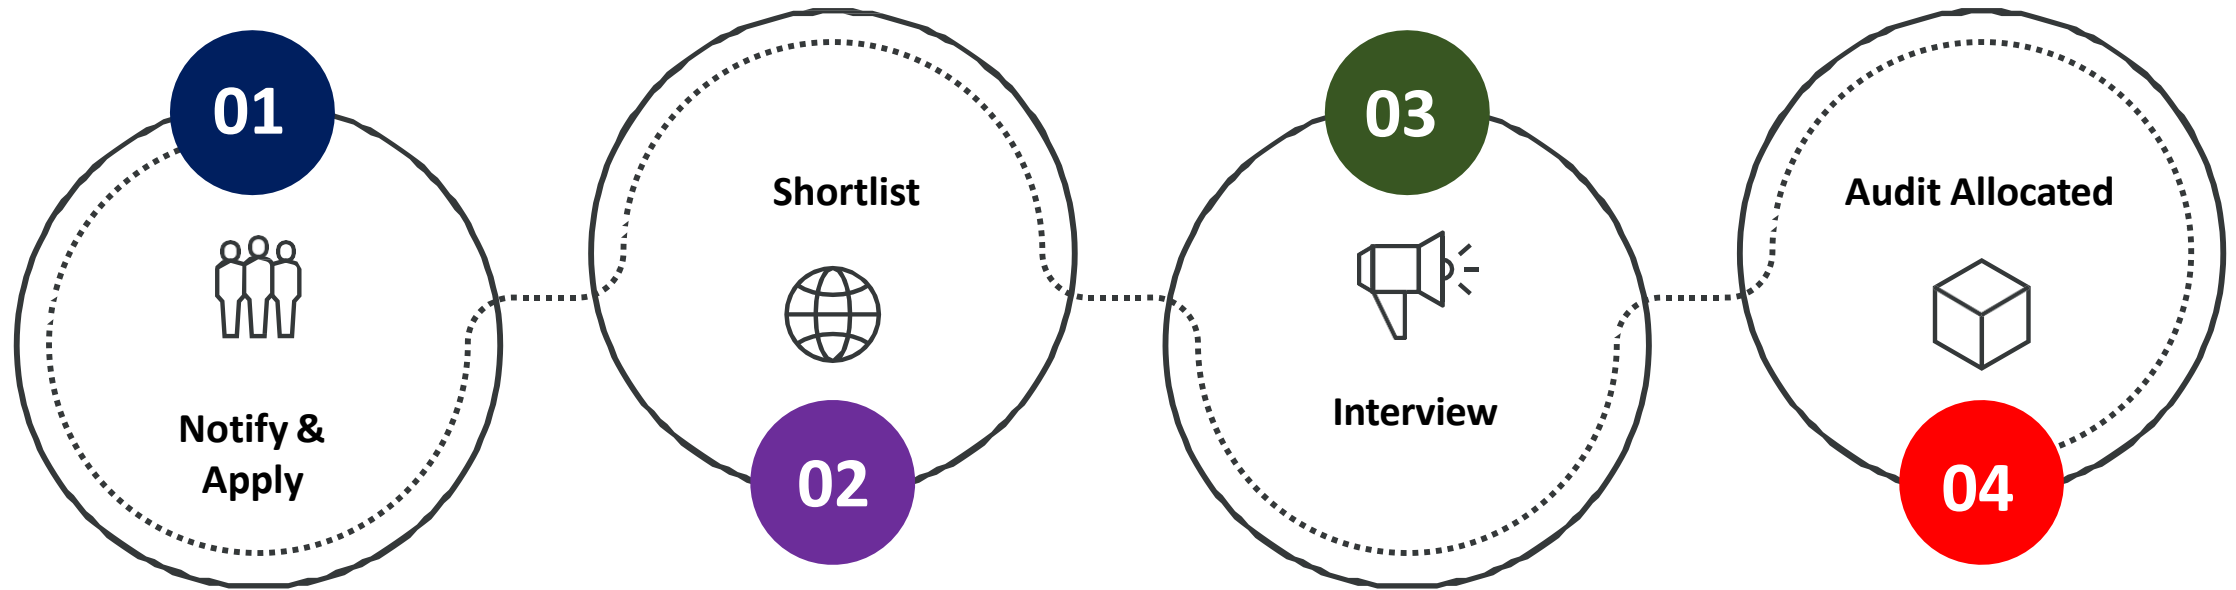 01
Notify &
Apply
Shortlist
02
03
Interview
Audit Allocated
04